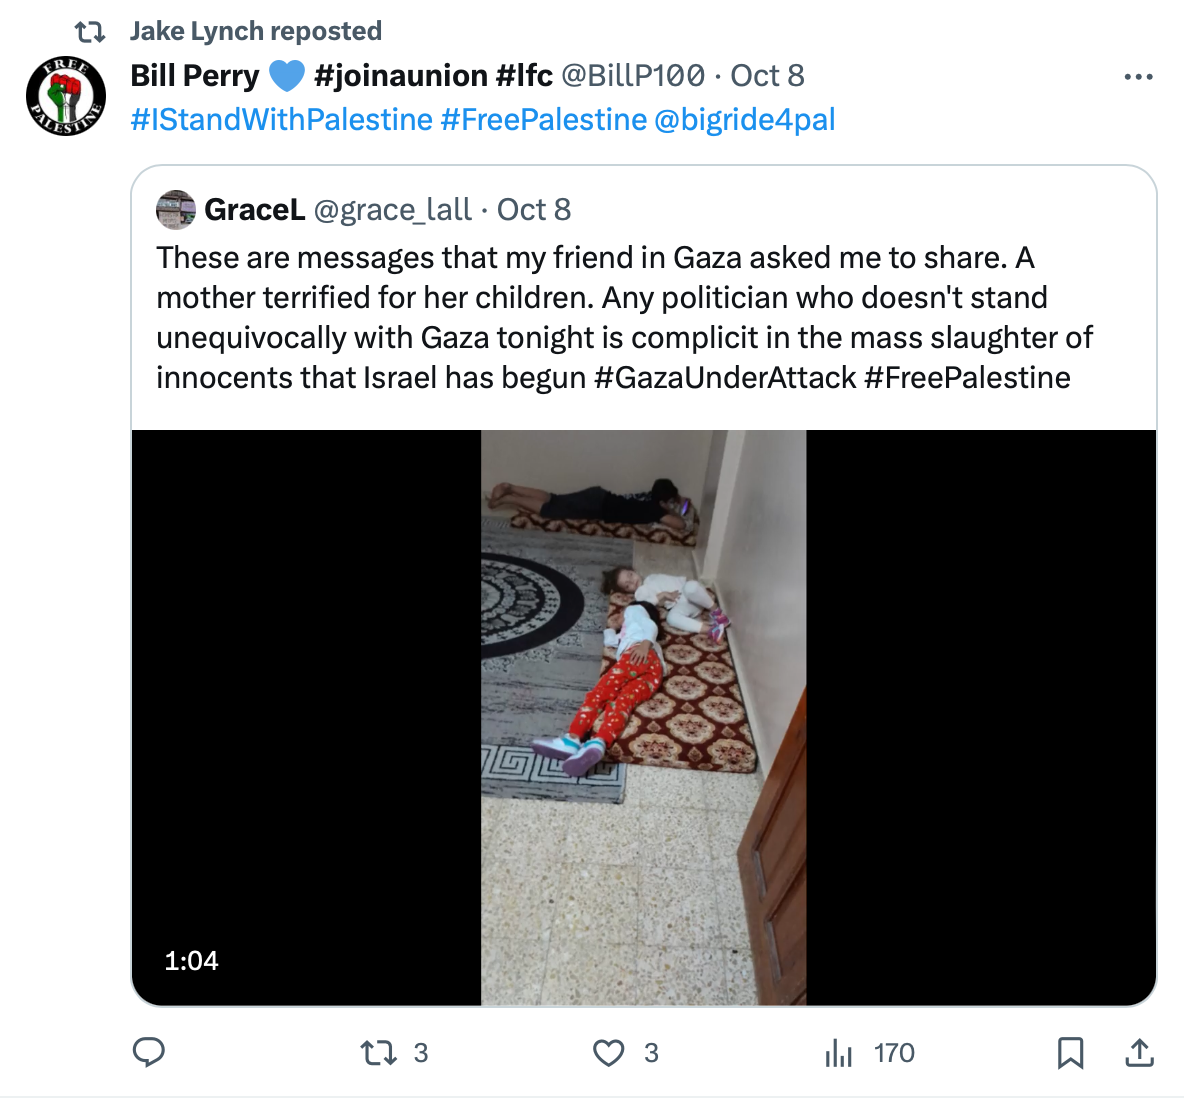 Jake Lynch reposted
FREE
PALESTINE
Bill Perry 💙 #joinaunion #lfc @BillP100 · Oct 8
#IStandWithPalestine #FreePalestine @bigride4pal
GraceL @grace_lall · Oct 8
These are messages that my friend in Gaza asked me to share. A
mother terrified for her children. Any politician who doesn't stand
unequivocally with Gaza tonight is complicit in the mass slaughter of
innocents that Israel has begun #GazaUnderAttack #FreePalestine
1:04
3
3
170